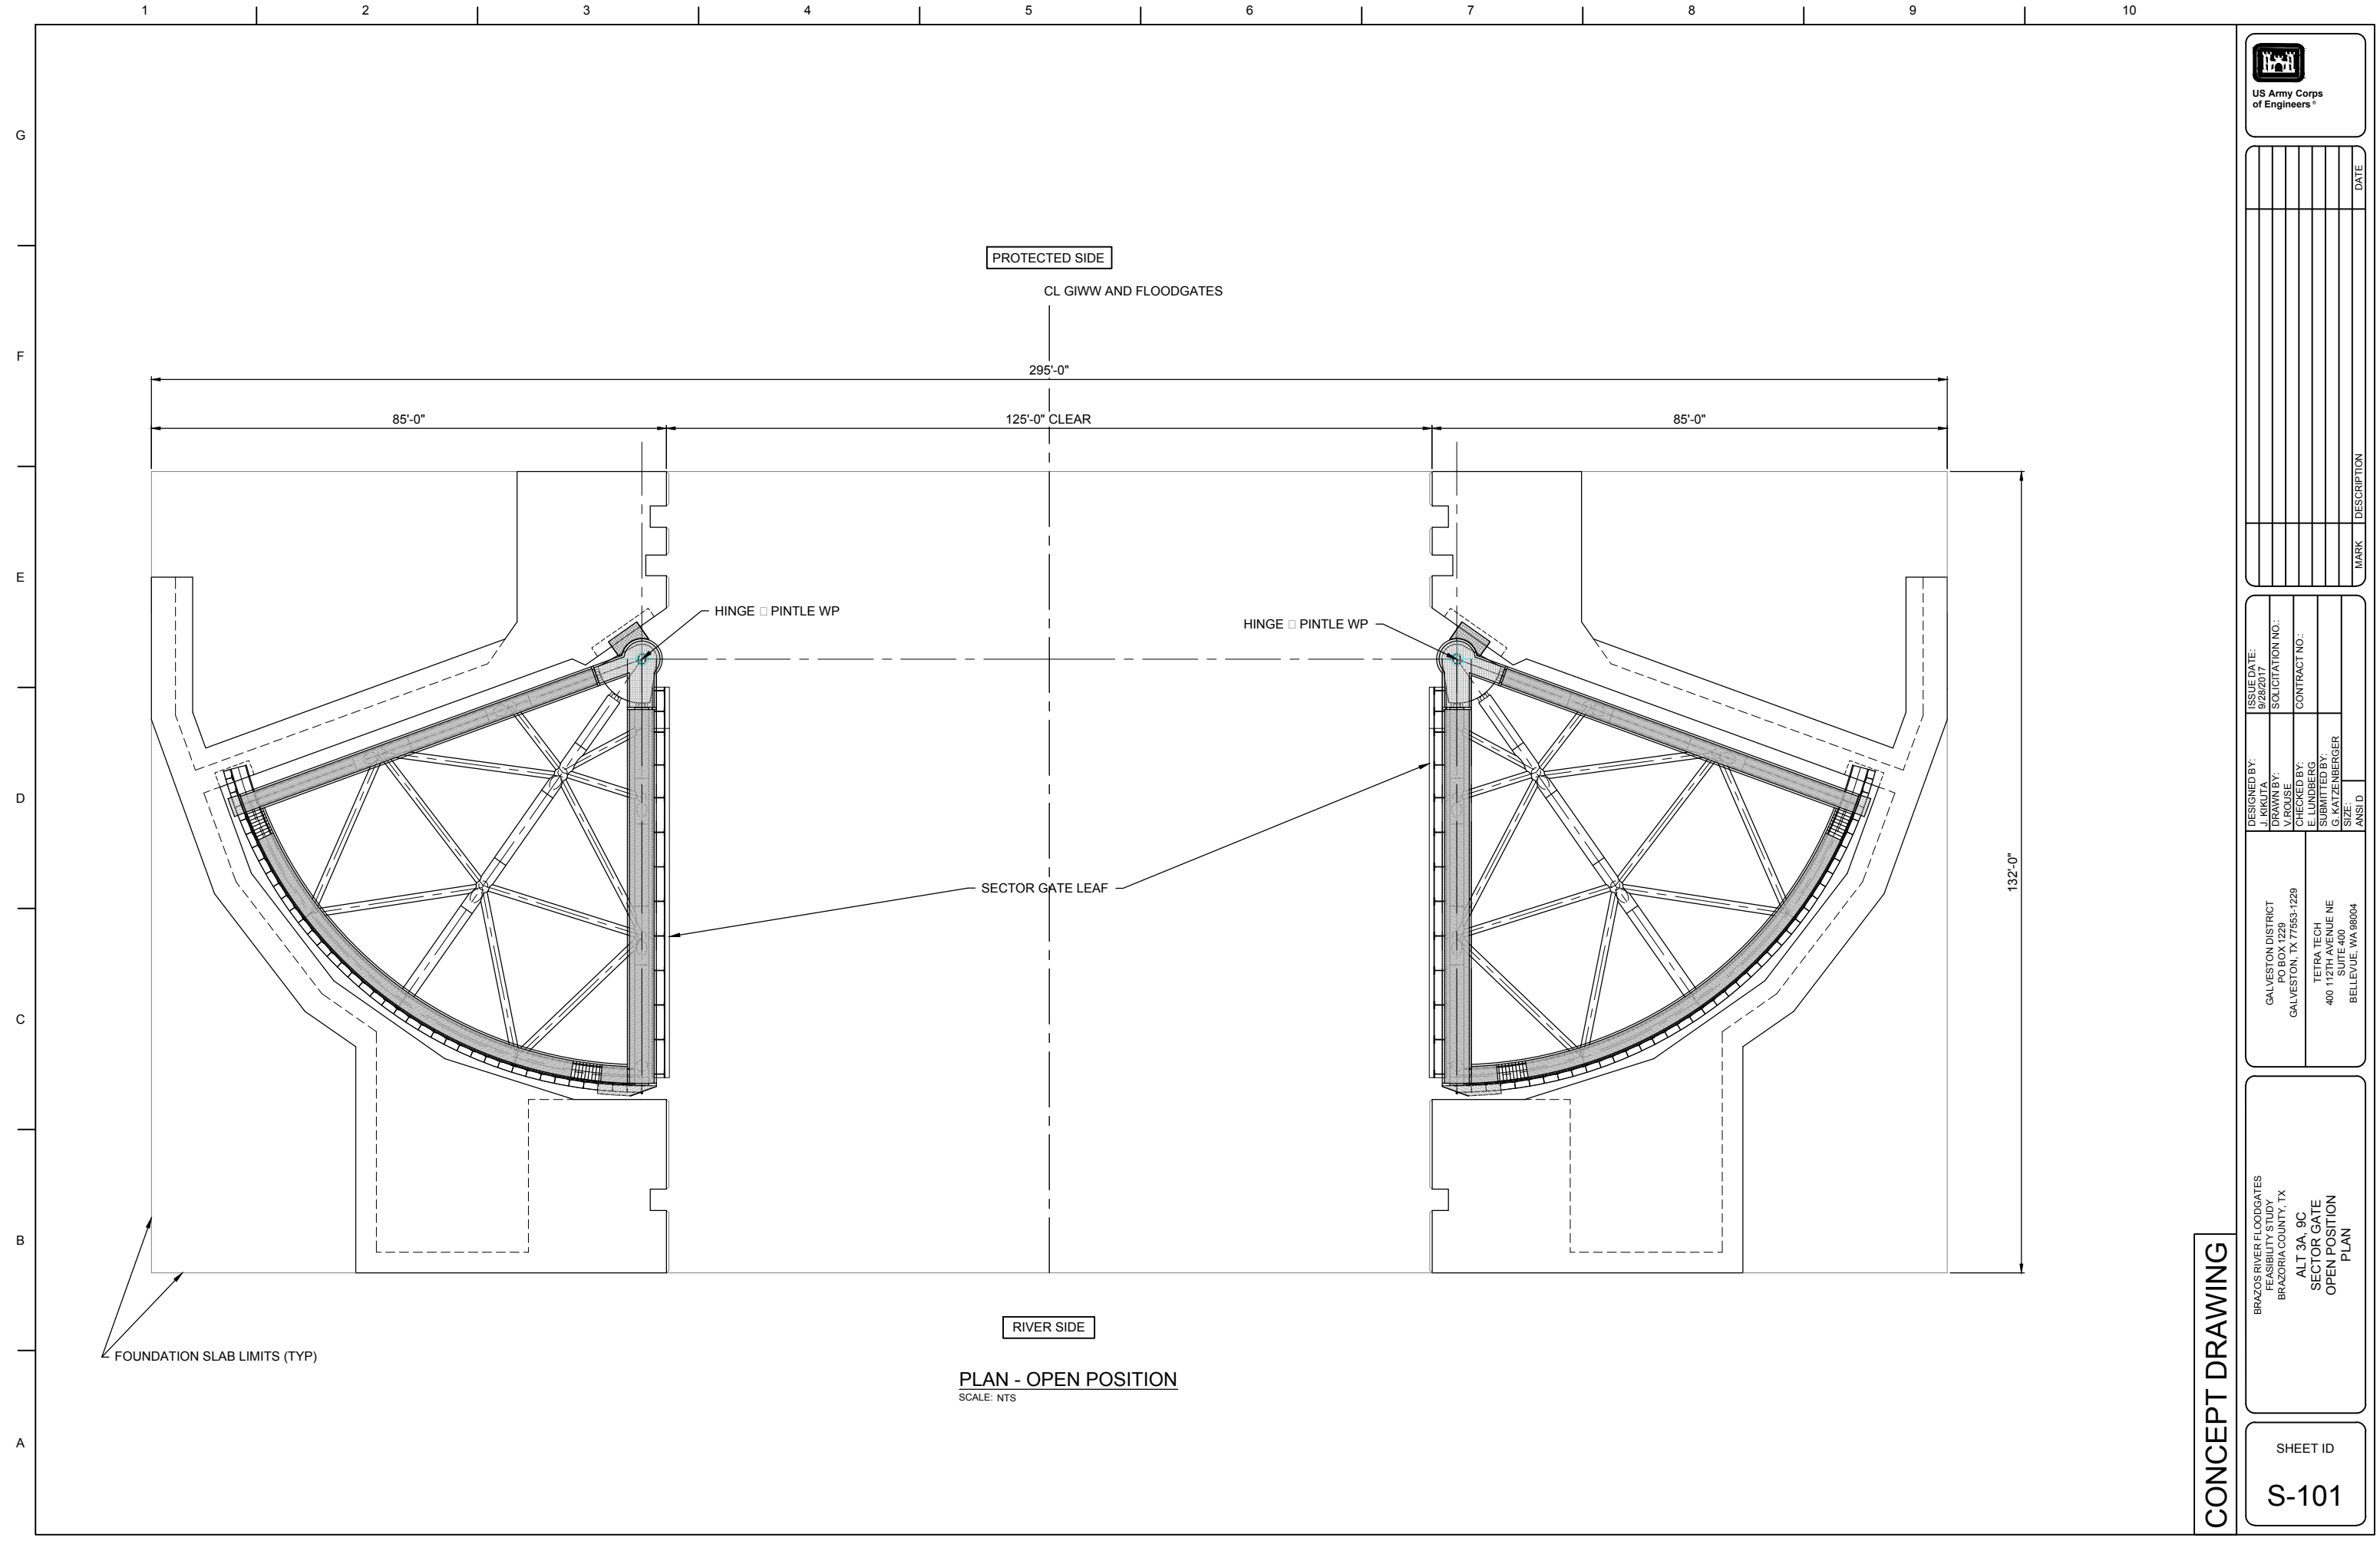 1 2 3 4 5 6 7 8 9 10
G
F
E
D
C
B
A
PROTECTED SIDE
CL GIWW AND FLOODGATES
295'-0"
85'-0"
125'-0" CLEAR
85'-0"
HINGE □ PINTLE WP
HINGE □ PINTLE WP
SECTOR GATE LEAF
132'-0"
FOUNDATION SLAB LIMITS (TYP)
RIVER SIDE
PLAN - OPEN POSITION
SCALE: NTS
CONCEPT DRAWING
US Army Corps
of Engineers®
MARK DESCRIPTION DATE
DESIGNED BY:
J. KIKUTA
DRAWN BY:
V.ROUSE
CHECKED BY:
E. LUNDBERG
SUBMITTED BY:
G. KATZENBERGER
SIZE:
ANSI D
ISSUE DATE:
9/28/2017
SOLICITATION NO.:
CONTRACT NO.:
GALVESTON DISTRICT
PO BOX 1229
GALVESTON, TX 77553-1229
TETRA TECH
400 112TH AVENUE NE
SUITE 400
BELLEVUE, WA 98004
BRAZOS RIVER FLOODGATES
FEASIBILITY STUDY
BRAZORIA COUNTY, TX
ALT 3A, 9C
SECTOR GATE
OPEN POSITION
PLAN
SHEET ID
S-101